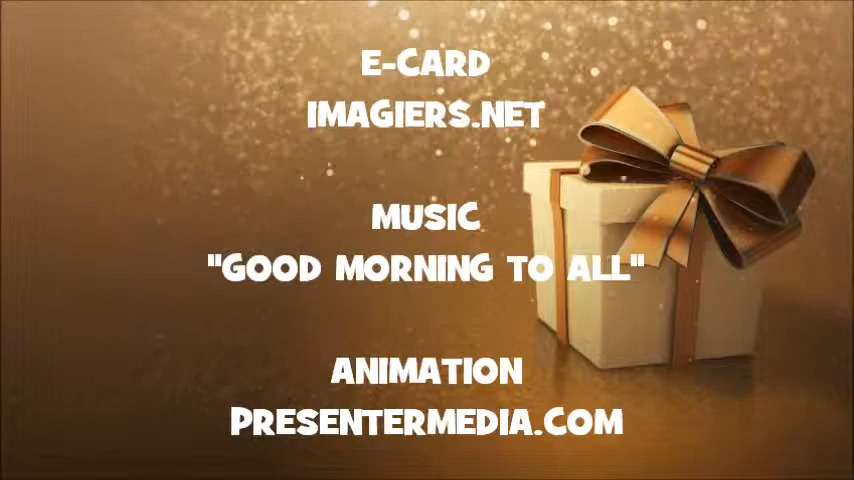 E-CARD
IMAGIERS.NET
MUSIC
"GOOD MORNING TO ALL"
ANIMATION
PRESENTERMEDIA.COM